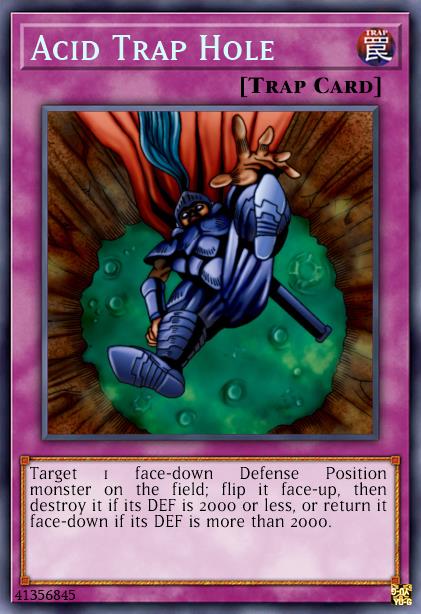 Acid Trap Hole
TRAP
罠
[Trap Card]
Target 1 face-down Defense Position
monster on the field; flip it face-up, then
destroy it if its DEF is 2000 or less, or return it
face-down if its DEF is more than 2000.
41356845